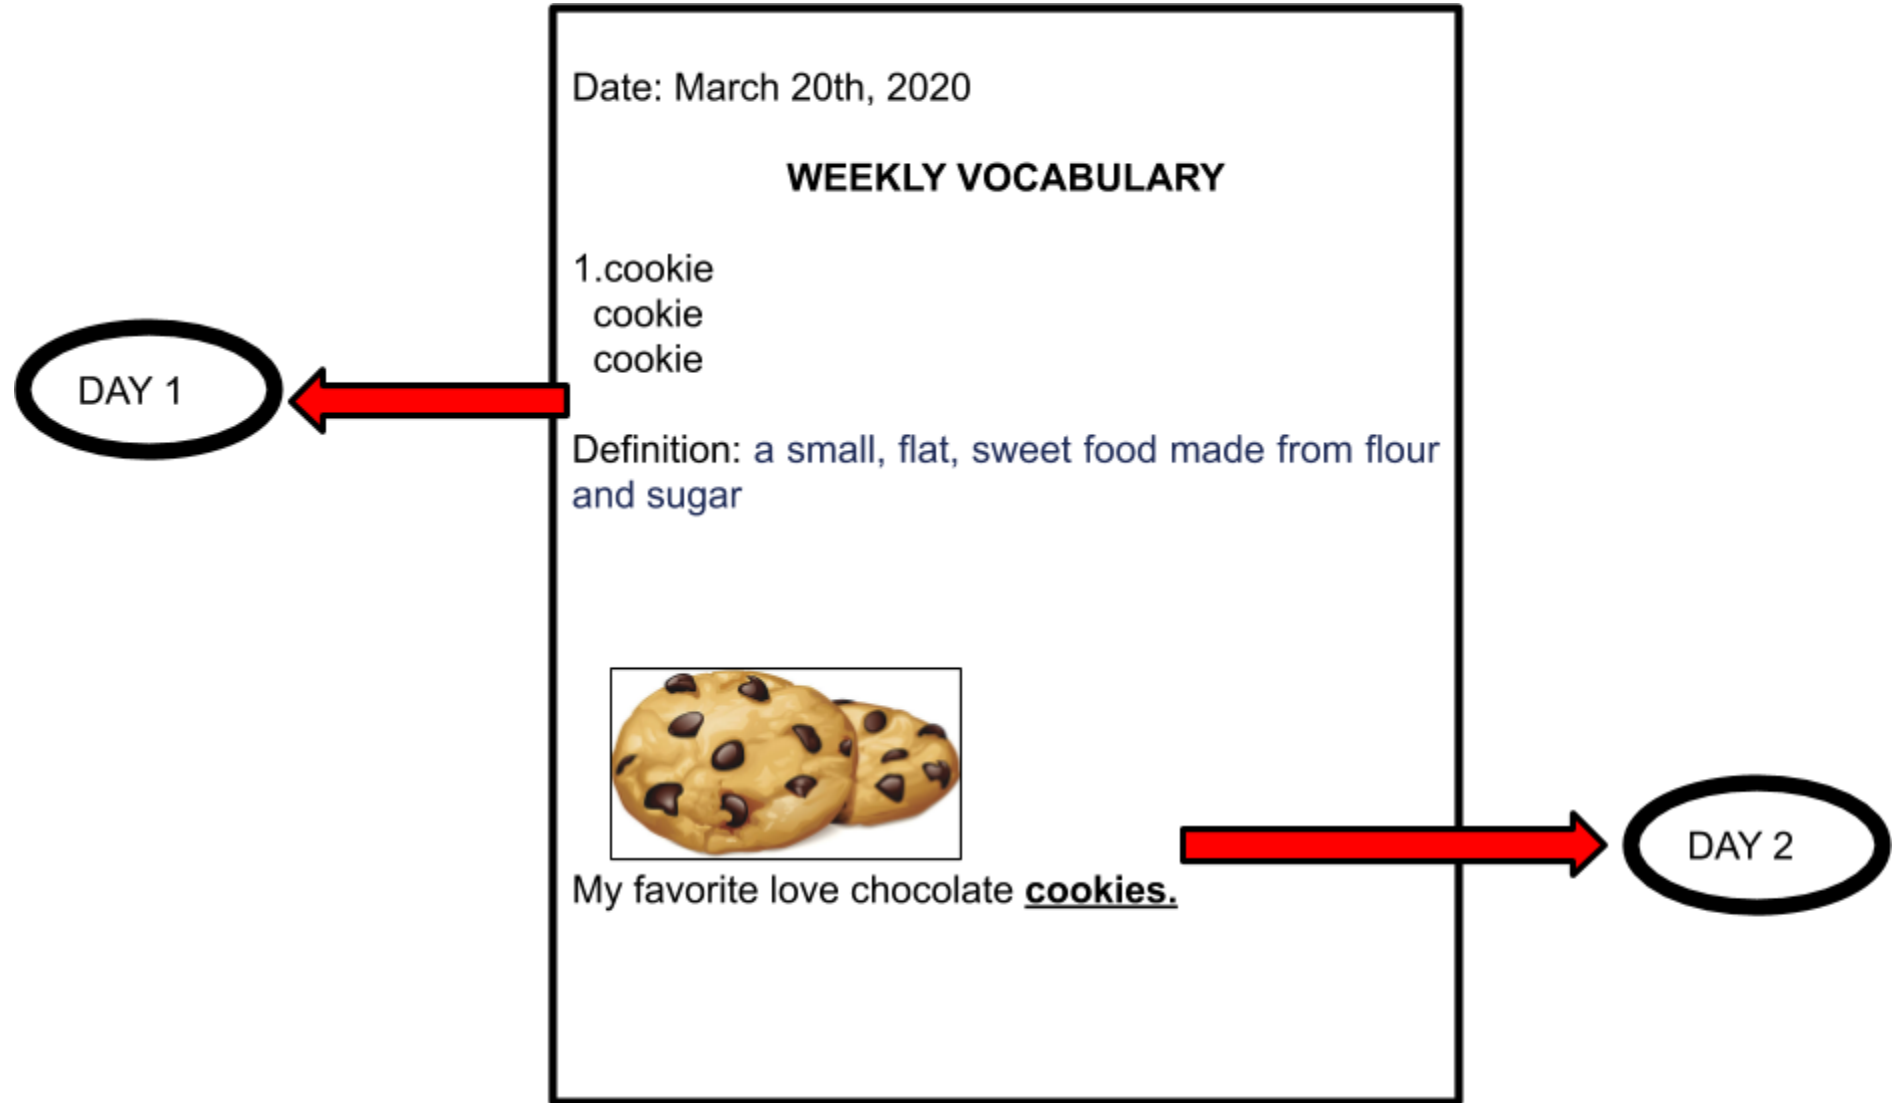 Date: March 20th, 2020
WEEKLY VOCABULARY
1.cookie
cookie
cookie
DAY 1
Definition: a small, flat, sweet food made from flour
and sugar
DAY 2
My favorite love chocolate cookies.